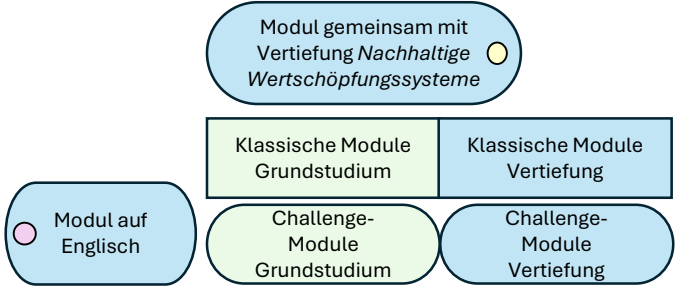 Modul gemeinsam mit
Vertiefung Nachhaltige
Wertschöpfungssysteme
Klassische Module
Grundstudium
Klassische Module
Vertiefung
Modul auf
Englisch
Challenge-
Module
Grundstudium
Challenge-
Module
Vertiefung